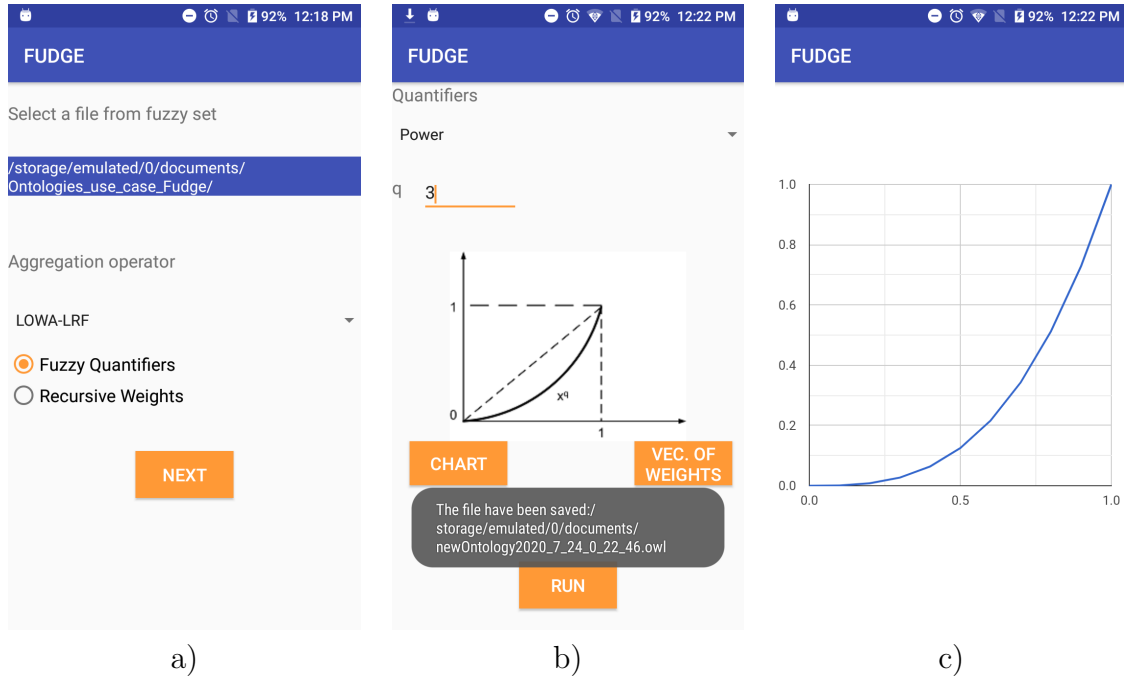 92% 12:18 PM
FUDGE
Select a file from fuzzy set
/storage/emulated/0/documents/
Ontologies_use_case_Fudge/
Aggregation operator
LOWA-LRF
Fuzzy Quantifiers
Recursive Weights
NEXT
a)
92% 12:22 PM
FUDGE
Quantifiers
Power
q 3
1
x^q
0
1
CHART
VEC. OF
WEIGHTS
The file have been saved:/
storage/emulated/0/documents/
newOntology2020_7_24_0_22_46.owl
RUN
b)
92% 12:22 PM
FUDGE
1.0
0.8
0.6
0.4
0.2
0.0
0.0 0.5 1.0
c)